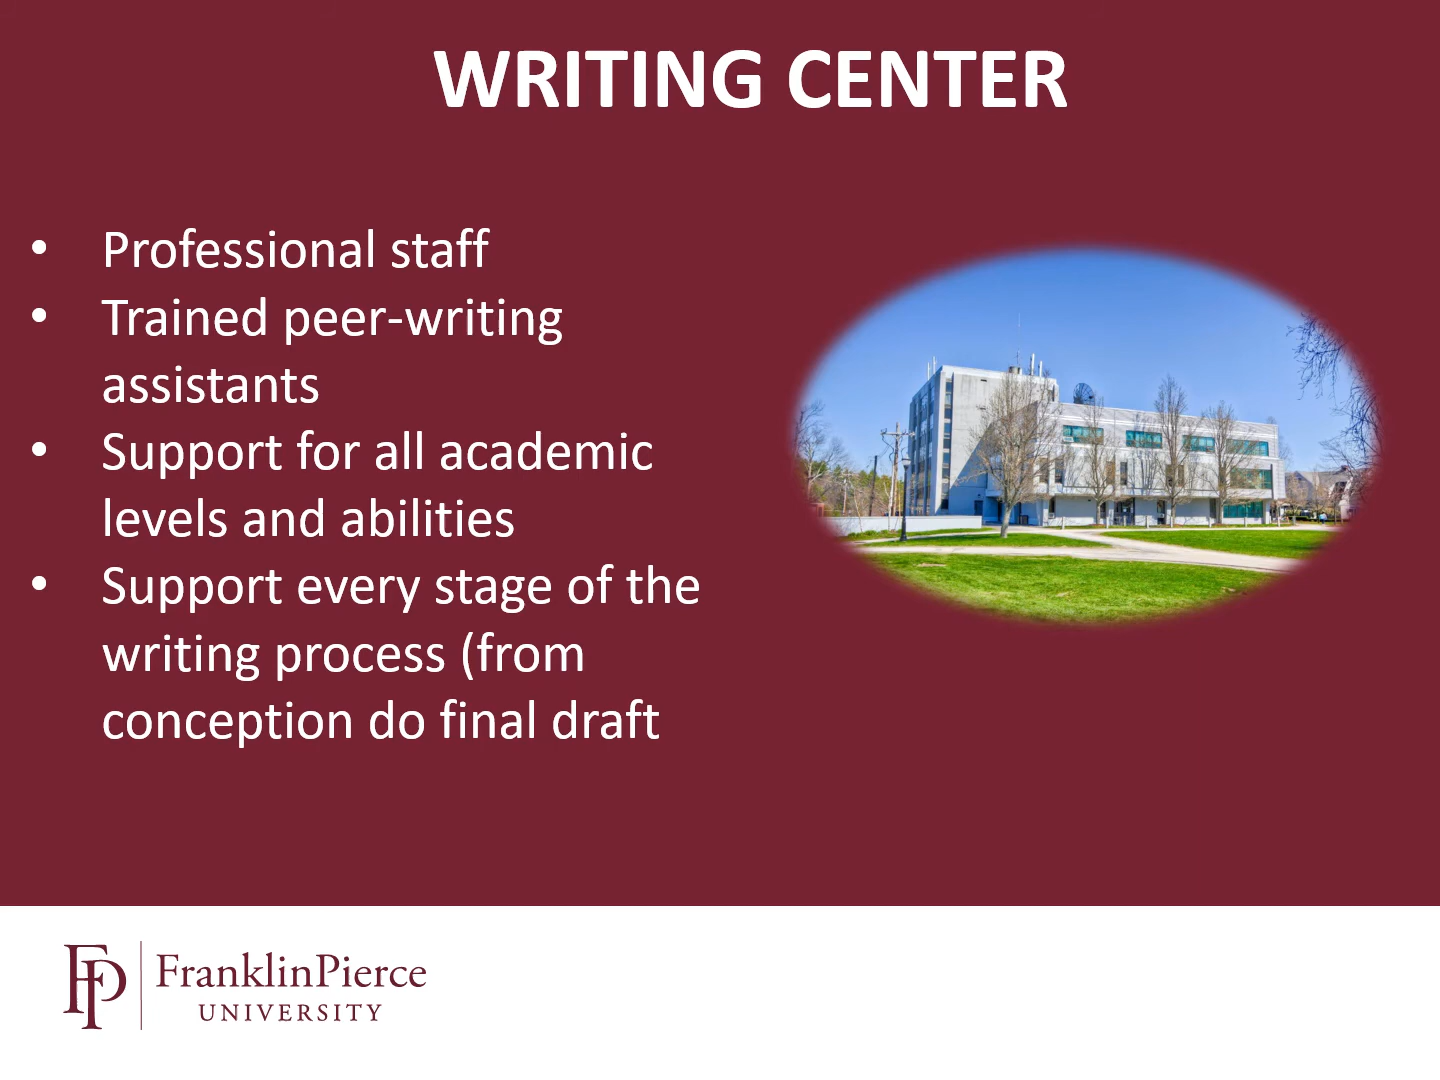 WRITING CENTER
• Professional staff
• Trained peer-writing
assistants
• Support for all academic
levels and abilities
• Support every stage of the
writing process (from
conception do final draft
FP
FranklinPierce
UNIVERSITY